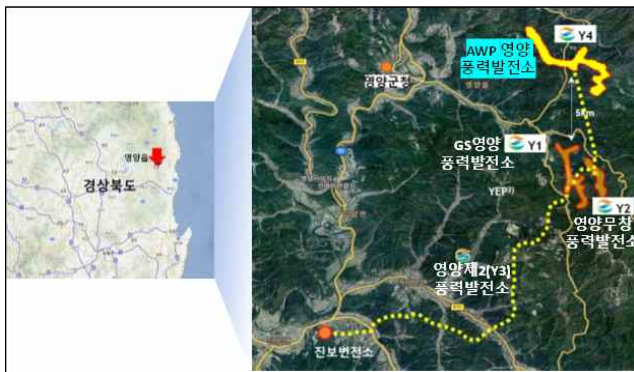 영양읍
경상북도
AWP 영양
풍력발전소
Y4
영양군청
5km
GS영양
풍력발전소
Y1
YEP³⁾
Y2
영양무창
풍력발전소
영양제2(Y3)
풍력발전소
진보변전소